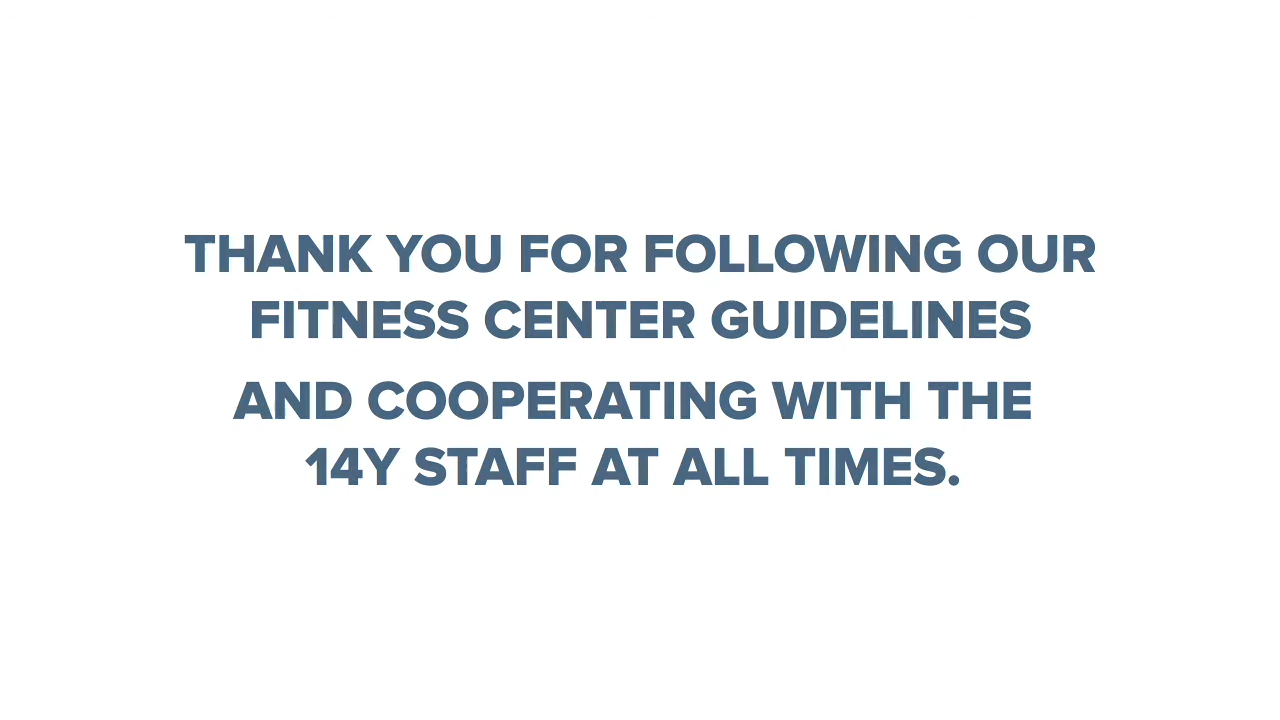 THANK YOU FOR FOLLOWING OUR
FITNESS CENTER GUIDELINES
AND COOPERATING WITH THE
14Y STAFF AT ALL TIMES.